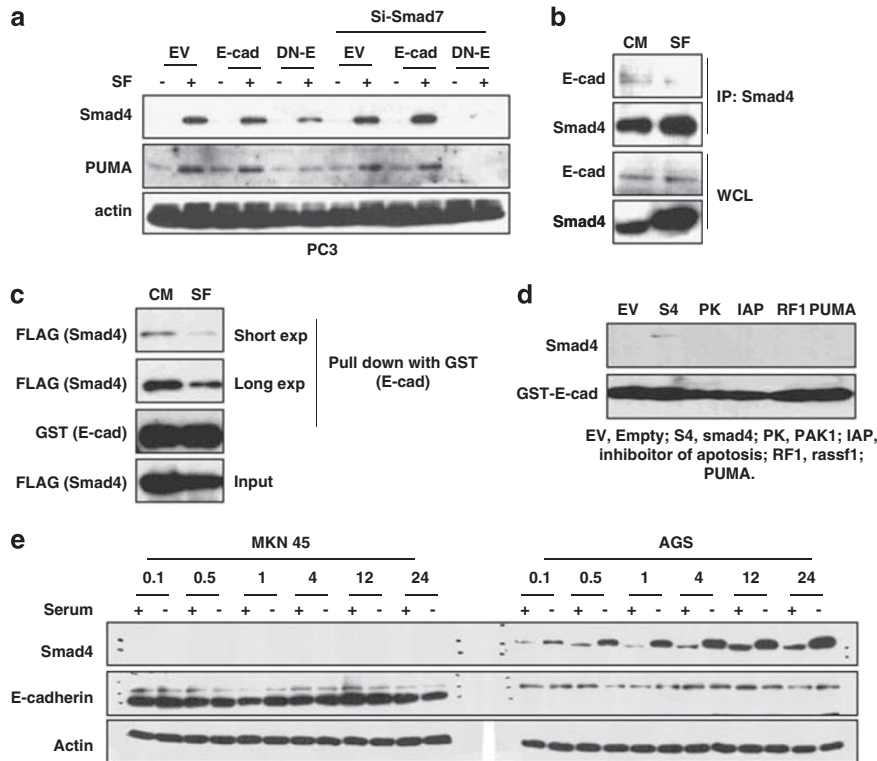 a
Si-Smad7
EV E-cad DN-E EV E-cad DN-E
SF - + - + - + - + - + - +
Smad4
PUMA
actin
PC3
b
CM SF
E-cad
Smad4
IP: Smad4
E-cad
Smad4
WCL
c
CM SF
FLAG (Smad4) Short exp
FLAG (Smad4) Long exp
Pull down with GST
(E-cad)
GST (E-cad)
FLAG (Smad4) Input
d
EV S4 PK IAP RF1 PUMA
Smad4
GST-E-cad
EV, Empty; S4, smad4; PK, PAK1; IAP,
inhiboitor of apotosis; RF1, rassf1;
PUMA.
e
MKN 45 AGS
0.1 0.5 1 4 12 24 0.1 0.5 1 4 12 24
Serum + - + - + - + - + - + - + - + - + - + - + - + -
Smad4
E-cadherin
Actin